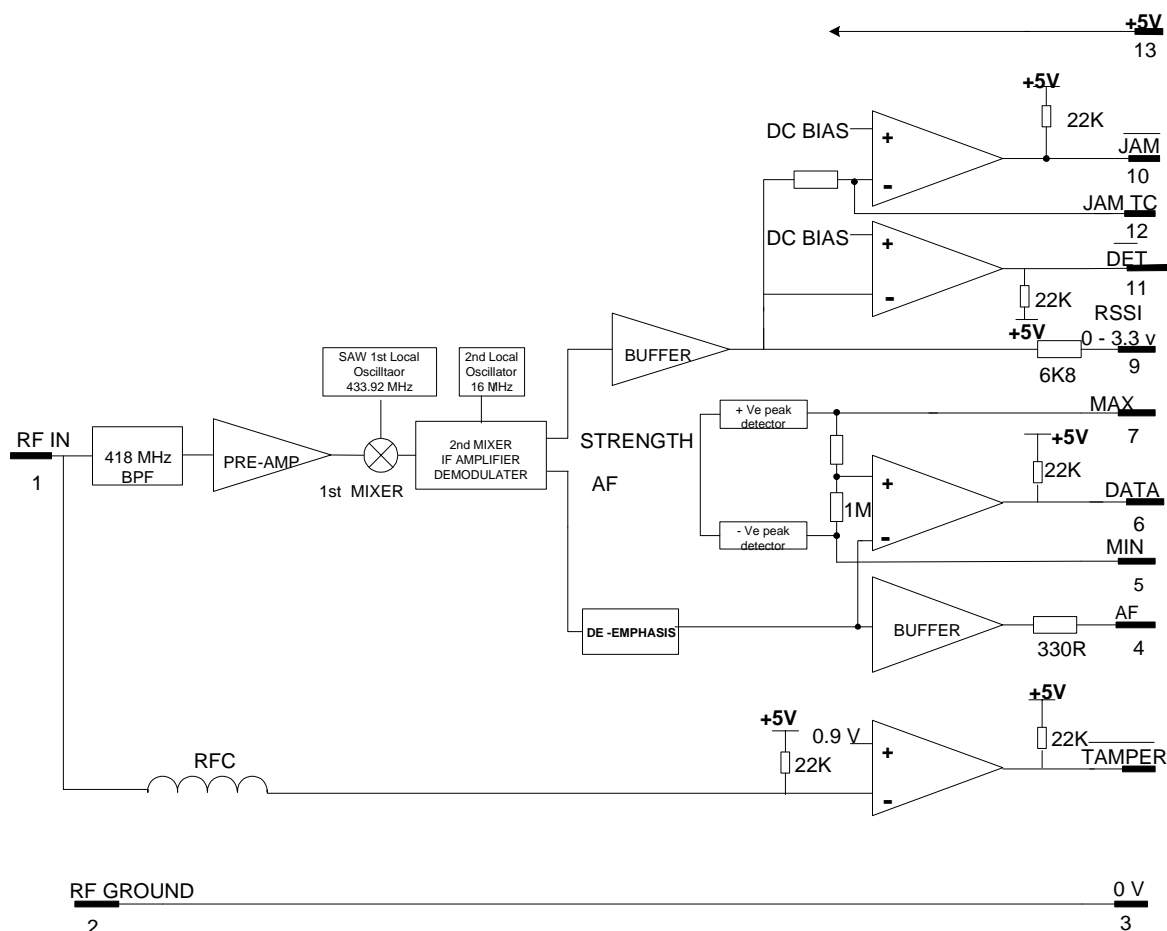 +5V
13
+5V
22K
DC BIAS
+
-
JAM
10
JAM TC
12
DC BIAS
+
-
DET
11
22K
+5V
RSSI
0 - 3.3 v
9
6K8
BUFFER
SAW 1st Local
Oscilltaor
433.92 MHz
2nd Local
Oscillator
16 MHz
RF IN
1
418 MHz
BPF
PRE-AMP
1st MIXER
2nd MIXER
IF AMPLIFIER
DEMODULATER
STRENGTH
AF
+ Ve peak
detector
- Ve peak
detector
1M
MAX
7
+5V
22K
+
-
DATA
6
MIN
5
DE -EMPHASIS
BUFFER
330R
AF
4
RFC
+5V
22K
0.9 V
+
-
+5V
22K
TAMPER
RF GROUND
2
0 V
3